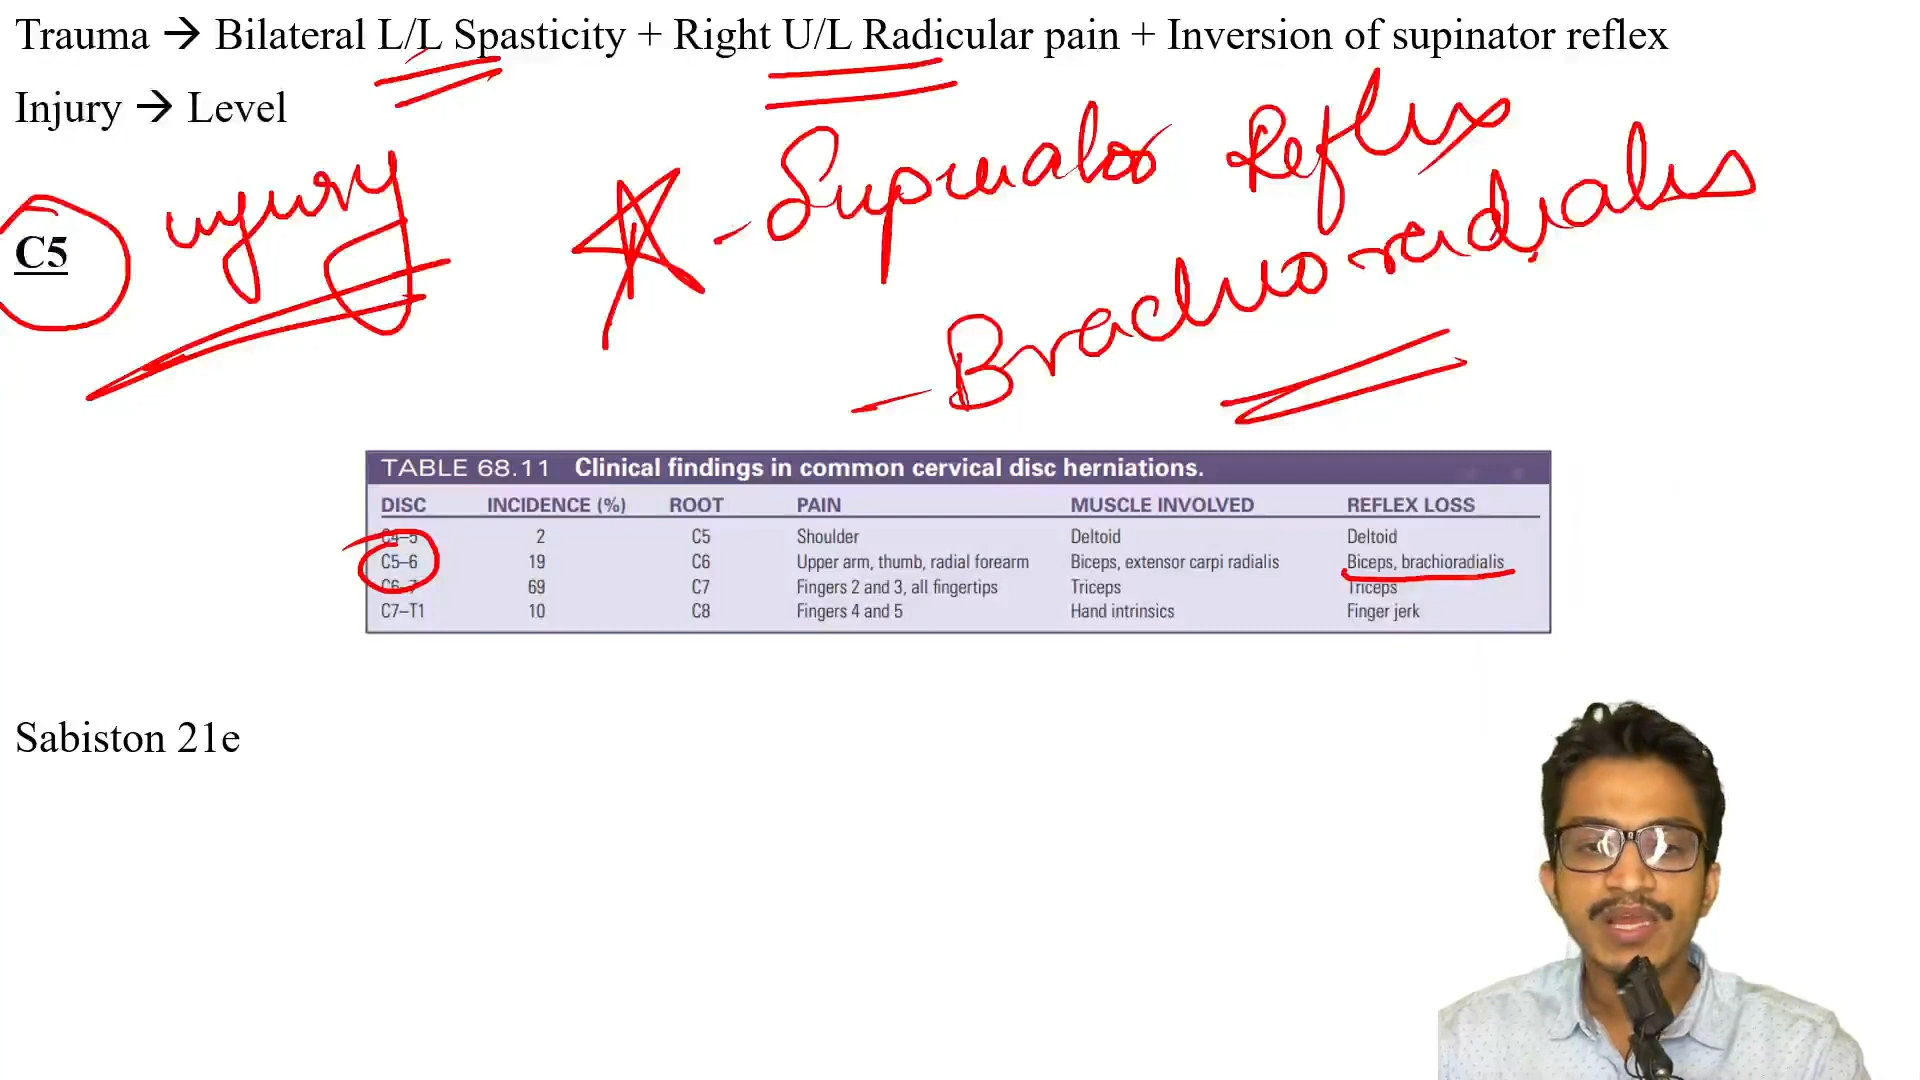 Trauma → Bilateral L/L Spasticity + Right U/L Radicular pain + Inversion of supinator reflex
Injury → Level
C5 injury
- Supinator Reflex
- Brachioradialis
TABLE 68.11 Clinical findings in common cervical disc herniations.
DISC INCIDENCE (%) ROOT PAIN MUSCLE INVOLVED REFLEX LOSS
C4–5 2 C5 Shoulder Deltoid Deltoid
C5–6 19 C6 Upper arm, thumb, radial forearm Biceps, extensor carpi radialis Biceps, brachioradialis
C6–7 69 C7 Fingers 2 and 3, all fingertips Triceps Triceps
C7–T1 10 C8 Fingers 4 and 5 Hand intrinsics Finger jerk
Sabiston 21e